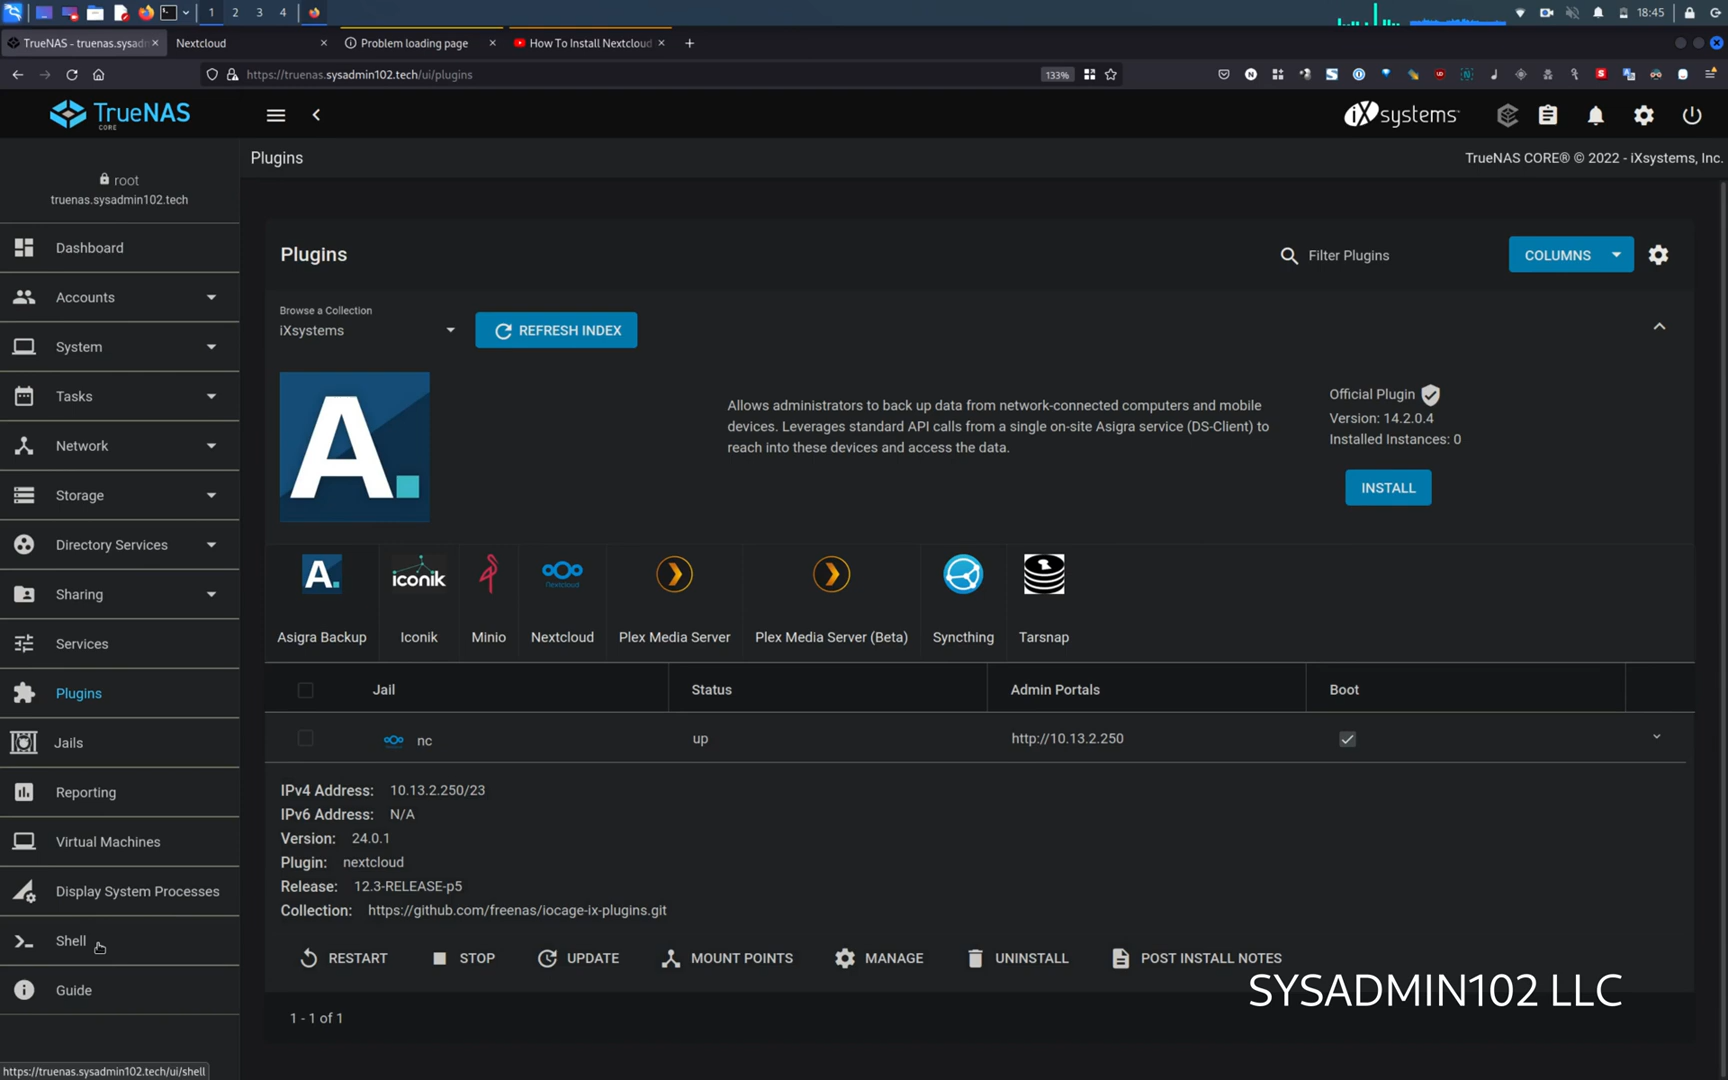 1 2 3 4 18:45
TrueNAS - truenas.sysadm
Nextcloud
Problem loading page
How To Install Nextcloud
https://truenas.sysadmin102.tech/ui/plugins
133%
TrueNAS
CORE
iXsystems
Plugins
TrueNAS CORE® © 2022 - iXsystems, Inc.
root
truenas.sysadmin102.tech
Dashboard
Accounts
System
Tasks
Network
Storage
Directory Services
Sharing
Services
Plugins
Jails
Reporting
Virtual Machines
Display System Processes
Shell
Guide
Plugins
Filter Plugins
COLUMNS
Browse a Collection
iXsystems
REFRESH INDEX
A.
Allows administrators to back up data from network-connected computers and mobile
devices. Leverages standard API calls from a single on-site Asigra service (DS-Client) to
reach into these devices and access the data.
Official Plugin
Version: 14.2.0.4
Installed Instances: 0
INSTALL
A.
iconik
nextcloud
Asigra Backup
Iconik
Minio
Nextcloud
Plex Media Server
Plex Media Server (Beta)
Syncthing
Tarsnap
Jail Status Admin Portals Boot
nc up http://10.13.2.250
IPv4 Address: 10.13.2.250/23
IPv6 Address: N/A
Version: 24.0.1
Plugin: nextcloud
Release: 12.3-RELEASE-p5
Collection: https://github.com/freenas/iocage-ix-plugins.git
RESTART STOP UPDATE MOUNT POINTS MANAGE UNINSTALL POST INSTALL NOTES
SYSADMIN102 LLC
1 - 1 of 1
https://truenas.sysadmin102.tech/ui/shell